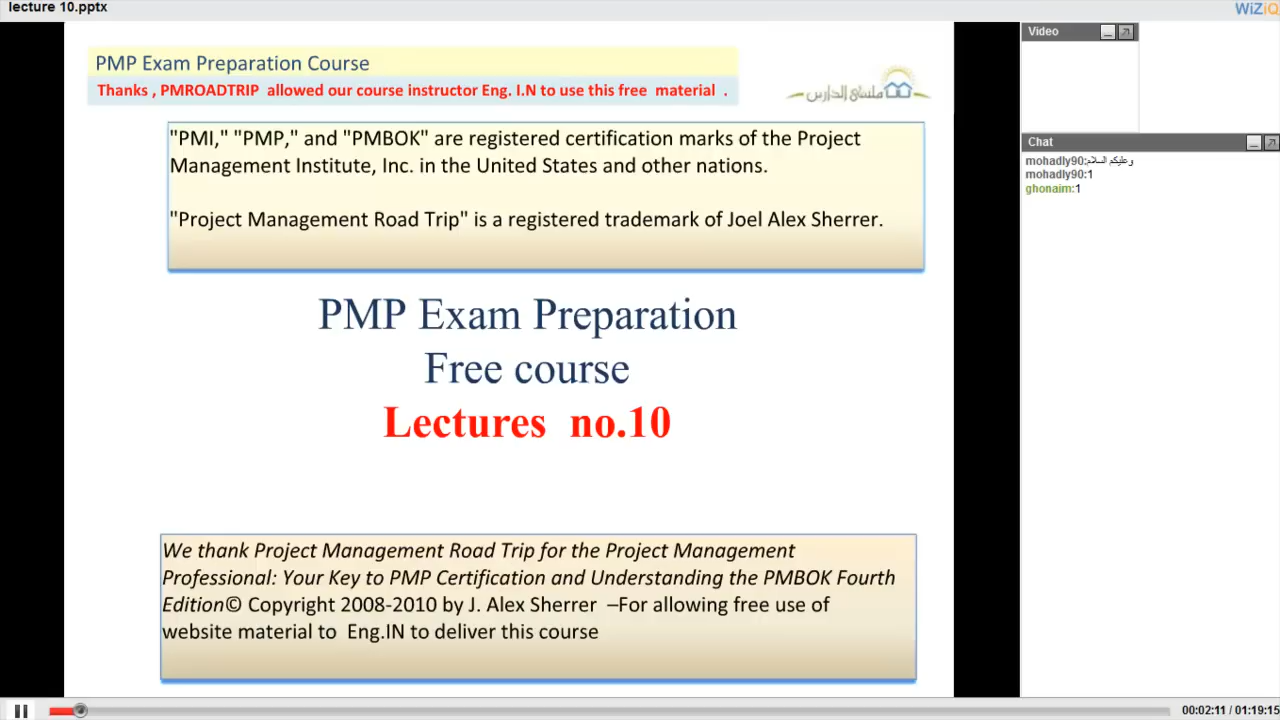 lecture 10.pptx
WiZiQ
PMP Exam Preparation Course
Thanks , PMROADTRIP allowed our course instructor Eng. I.N to use this free material .
ملتقى الدارس
"PMI," "PMP," and "PMBOK" are registered certification marks of the Project
Management Institute, Inc. in the United States and other nations.
"Project Management Road Trip" is a registered trademark of Joel Alex Sherrer.
PMP Exam Preparation
Free course
Lectures no.10
We thank Project Management Road Trip for the Project Management
Professional: Your Key to PMP Certification and Understanding the PMBOK Fourth
Edition© Copyright 2008-2010 by J. Alex Sherrer –For allowing free use of
website material to Eng.IN to deliver this course
Video
Chat
mohadly90:وعليكم السلام
mohadly90:1
ghonaim:1
00:02:11 / 01:19:15